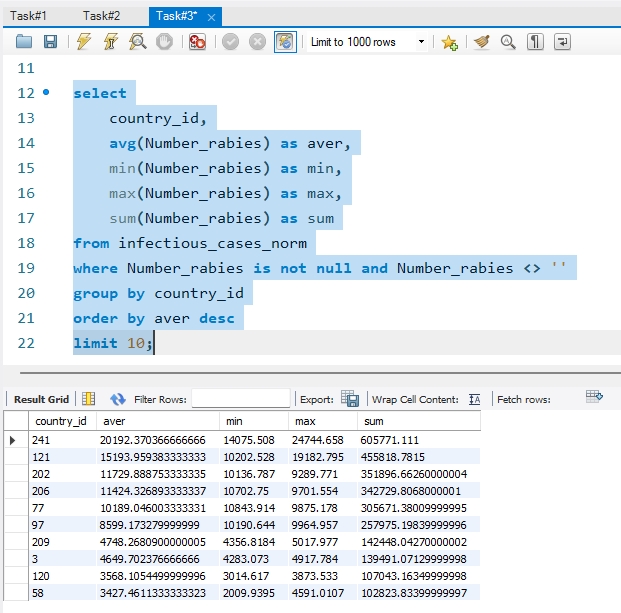 Task#1 Task#2 Task#3* ×
Limit to 1000 rows
11
12 select
13 country_id,
14 avg(Number_rabies) as aver,
15 min(Number_rabies) as min,
16 max(Number_rabies) as max,
17 sum(Number_rabies) as sum
18 from infectious_cases_norm
19 where Number_rabies is not null and Number_rabies <> ''
20 group by country_id
21 order by aver desc
22 limit 10;
Result Grid Filter Rows: Export: Wrap Cell Content: IA Fetch rows:
country_id aver min max sum
241 20192.370366666666 14075.508 24744.658 605771.111
121 15193.959383333333 10202.528 19182.795 455818.7815
202 11729.888753333335 10136.787 9289.771 351896.66260000004
206 11424.326893333337 10702.75 9701.554 342729.8068000001
77 10189.046003333331 10843.914 9875.178 305671.38009999995
97 8599.173279999999 10190.644 9964.957 257975.19839999996
209 4748.2680900000005 4356.8184 5017.977 142448.04270000002
3 4649.702376666666 4283.073 4917.784 139491.07129999998
120 3568.1054499999996 3014.617 3873.533 107043.16349999998
58 3427.4611333333323 2009.9395 4591.0107 102823.83399999997